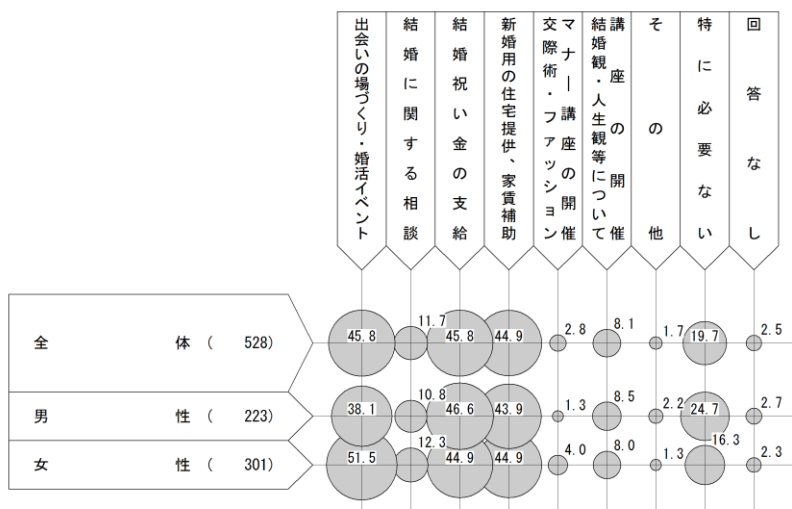 出会いの場づくり・婚活イベント
結婚に関する相談
結婚祝い金の支給
新婚用の住宅提供、家賃補助
交際術・ファッション
マナー講座の開催
結婚観・人生観等について
講座の開催
その他
特に必要ない
回答なし
全体 ( 528)
45.8 11.7 45.8 44.9 2.8 8.1 1.7 19.7 2.5
男性 ( 223)
38.1 10.8 46.6 43.9 1.3 8.5 2.2 24.7 2.7
女性 ( 301)
51.5 12.3 44.9 44.9 4.0 8.0 1.3 16.3 2.3